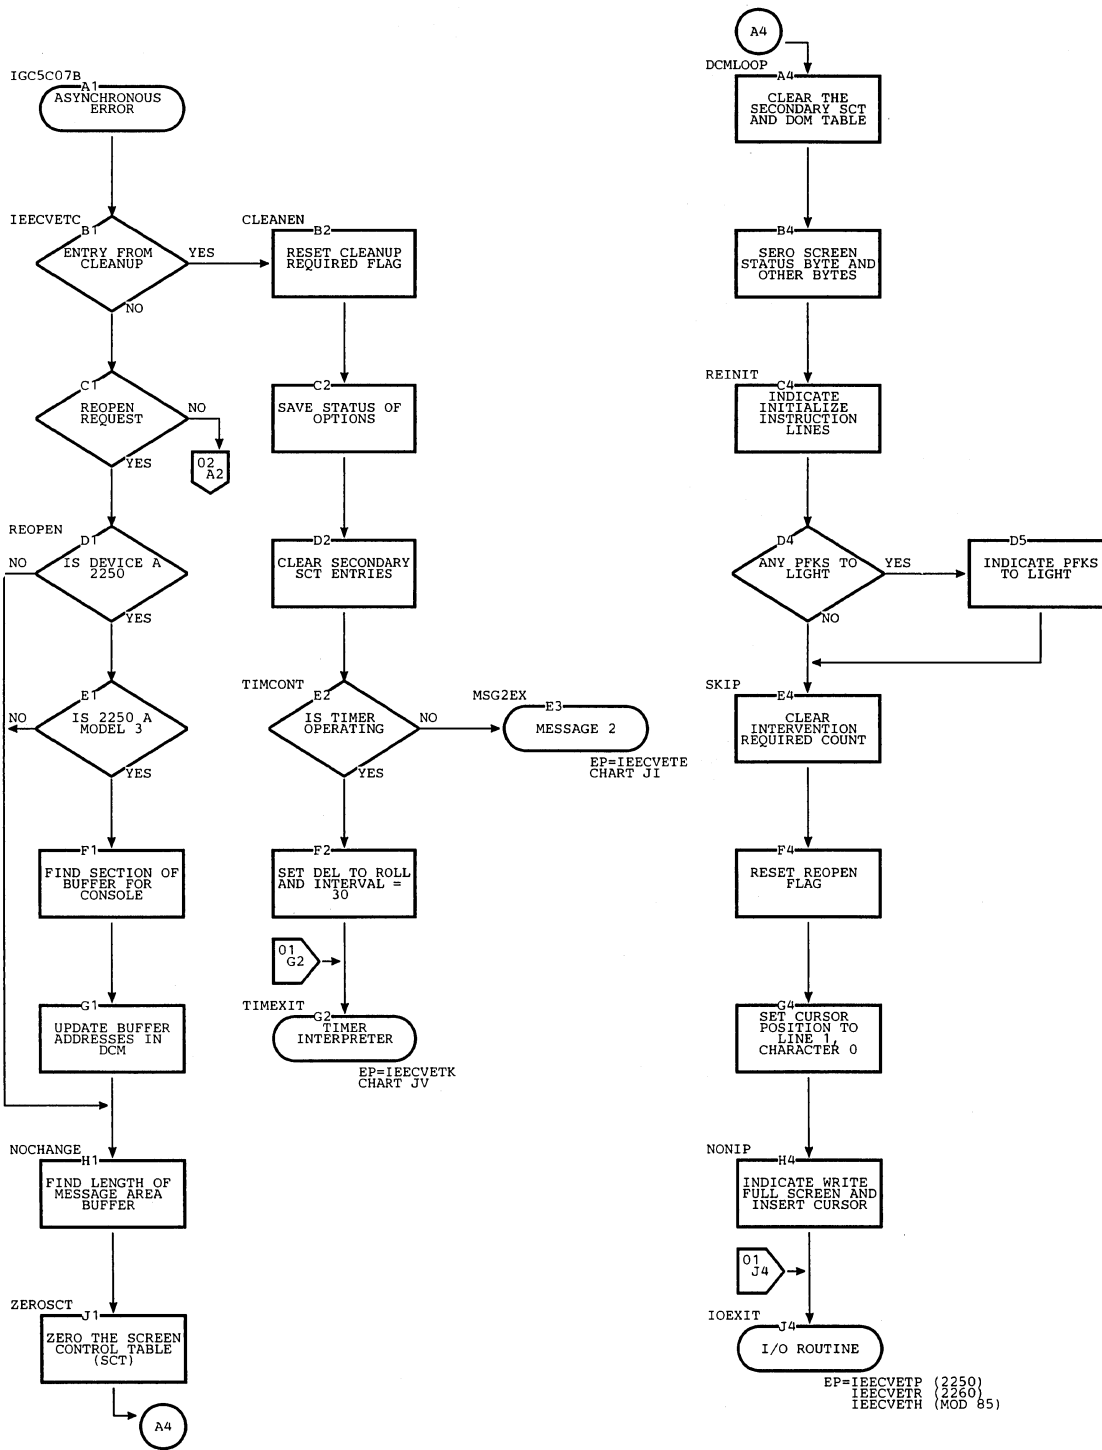 IGC5C07B
A1
ASYNCHRONOUS
ERROR
IEECVETC
B1
ENTRY FROM
CLEANUP
YES
NO
CLEANEN
B2
RESET CLEANUP
REQUIRED FLAG
C1
REOPEN
REQUEST
NO
YES
02
A2
C2
SAVE STATUS OF
OPTIONS
REOPEN
D1
NO
IS DEVICE A
2250
YES
D2
CLEAR SECONDARY
SCT ENTRIES
E1
NO
IS 2250 A
MODEL 3
YES
TIMCONT
E2
IS TIMER
OPERATING
NO
YES
MSG2EX
E3
MESSAGE 2
EP=IEECVETE
CHART JI
F1
FIND SECTION OF
BUFFER FOR
CONSOLE
F2
SET DEL TO ROLL
AND INTERVAL =
30
01
G2
G1
UPDATE BUFFER
ADDRESSES IN
DCM
TIMEXIT
G2
TIMER
INTERPRETER
EP=IEECVETK
CHART JV
NOCHANGE
H1
FIND LENGTH OF
MESSAGE AREA
BUFFER
ZEROSCT
J1
ZERO THE SCREEN
CONTROL TABLE
(SCT)
A4
A4
DCMLOOP
A4
CLEAR THE
SECONDARY SCT
AND DOM TABLE
B4
SERO SCREEN
STATUS BYTE AND
OTHER BYTES
REINIT
C4
INDICATE
INITIALIZE
INSTRUCTION
LINES
D4
ANY PFKS TO
LIGHT
YES
NO
D5
INDICATE PFKS
TO LIGHT
SKIP
E4
CLEAR
INTERVENTION
REQUIRED COUNT
F4
RESET REOPEN
FLAG
G4
SET CURSOR
POSITION TO
LINE 1,
CHARACTER 0
NONIP
H4
INDICATE WRITE
FULL SCREEN AND
INSERT CURSOR
01
J4
IOEXIT
J4
I/O ROUTINE
EP=IEECVETP (2250)
IEECVETR (2260)
IEECVETH (MOD 85)